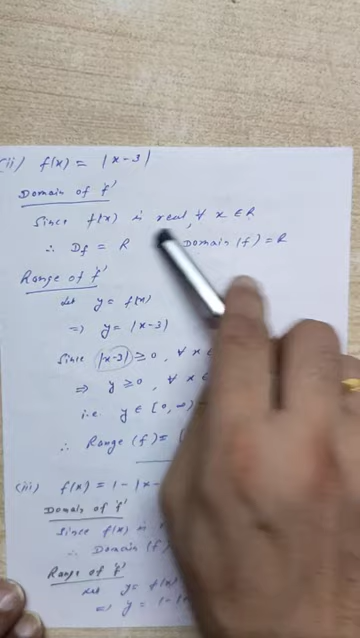 (ii) f(x) = |x-3|
Domain of 'f'
Since f(x) is real, ∀ x ∈ R
∴ Df = R Domain (f) = R
Range of 'f'
Let y = f(x)
=> y = |x-3|
Since |x-3| ≥ 0, ∀ x ∈
=> y ≥ 0, ∀ x ∈
i.e y ∈ [0, ∞)
∴ Range (f) = [
(iii) f(x) = 1 - |x-
Domain of 'f'
Since f(x) is
∴ Domain (f)
Range of 'f'
Let y = f(x)
=> y = 1 - |